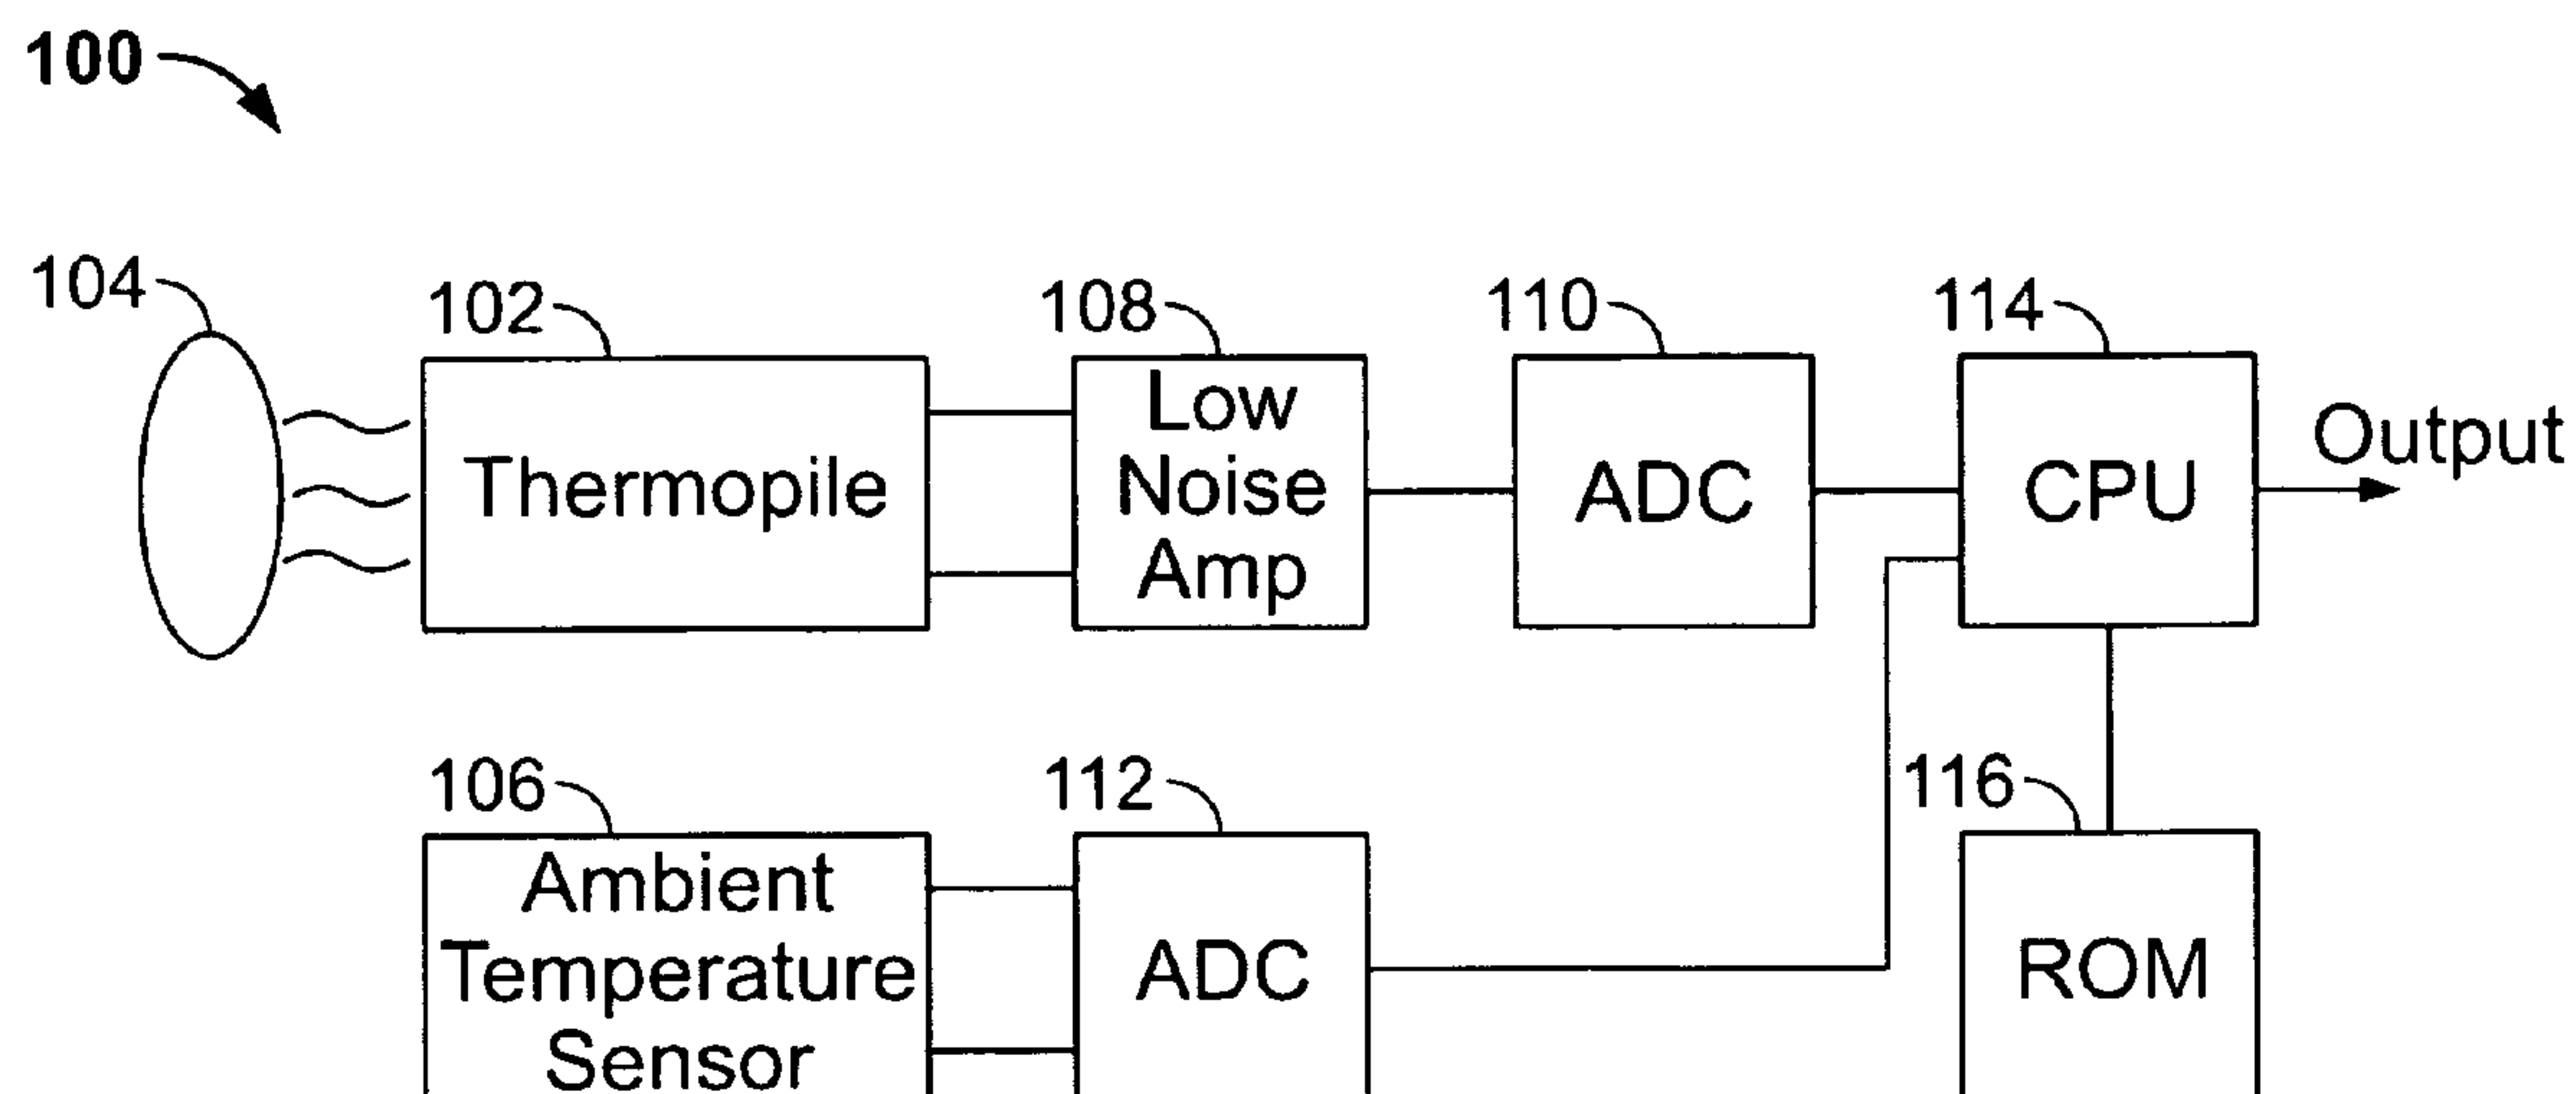 100
104
102
108
110
114
Thermopile
Low
Noise
Amp
ADC
CPU
Output
106
112
116
Ambient
Temperature
Sensor
ADC
ROM